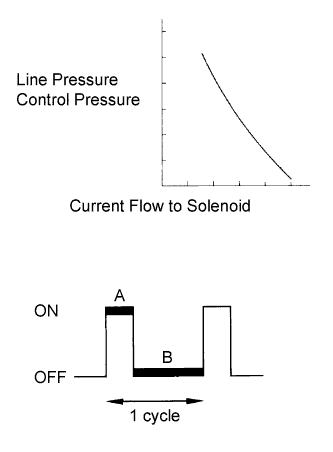 Line Pressure
Control Pressure
Current Flow to Solenoid
A
ON
B
OFF
1 cycle